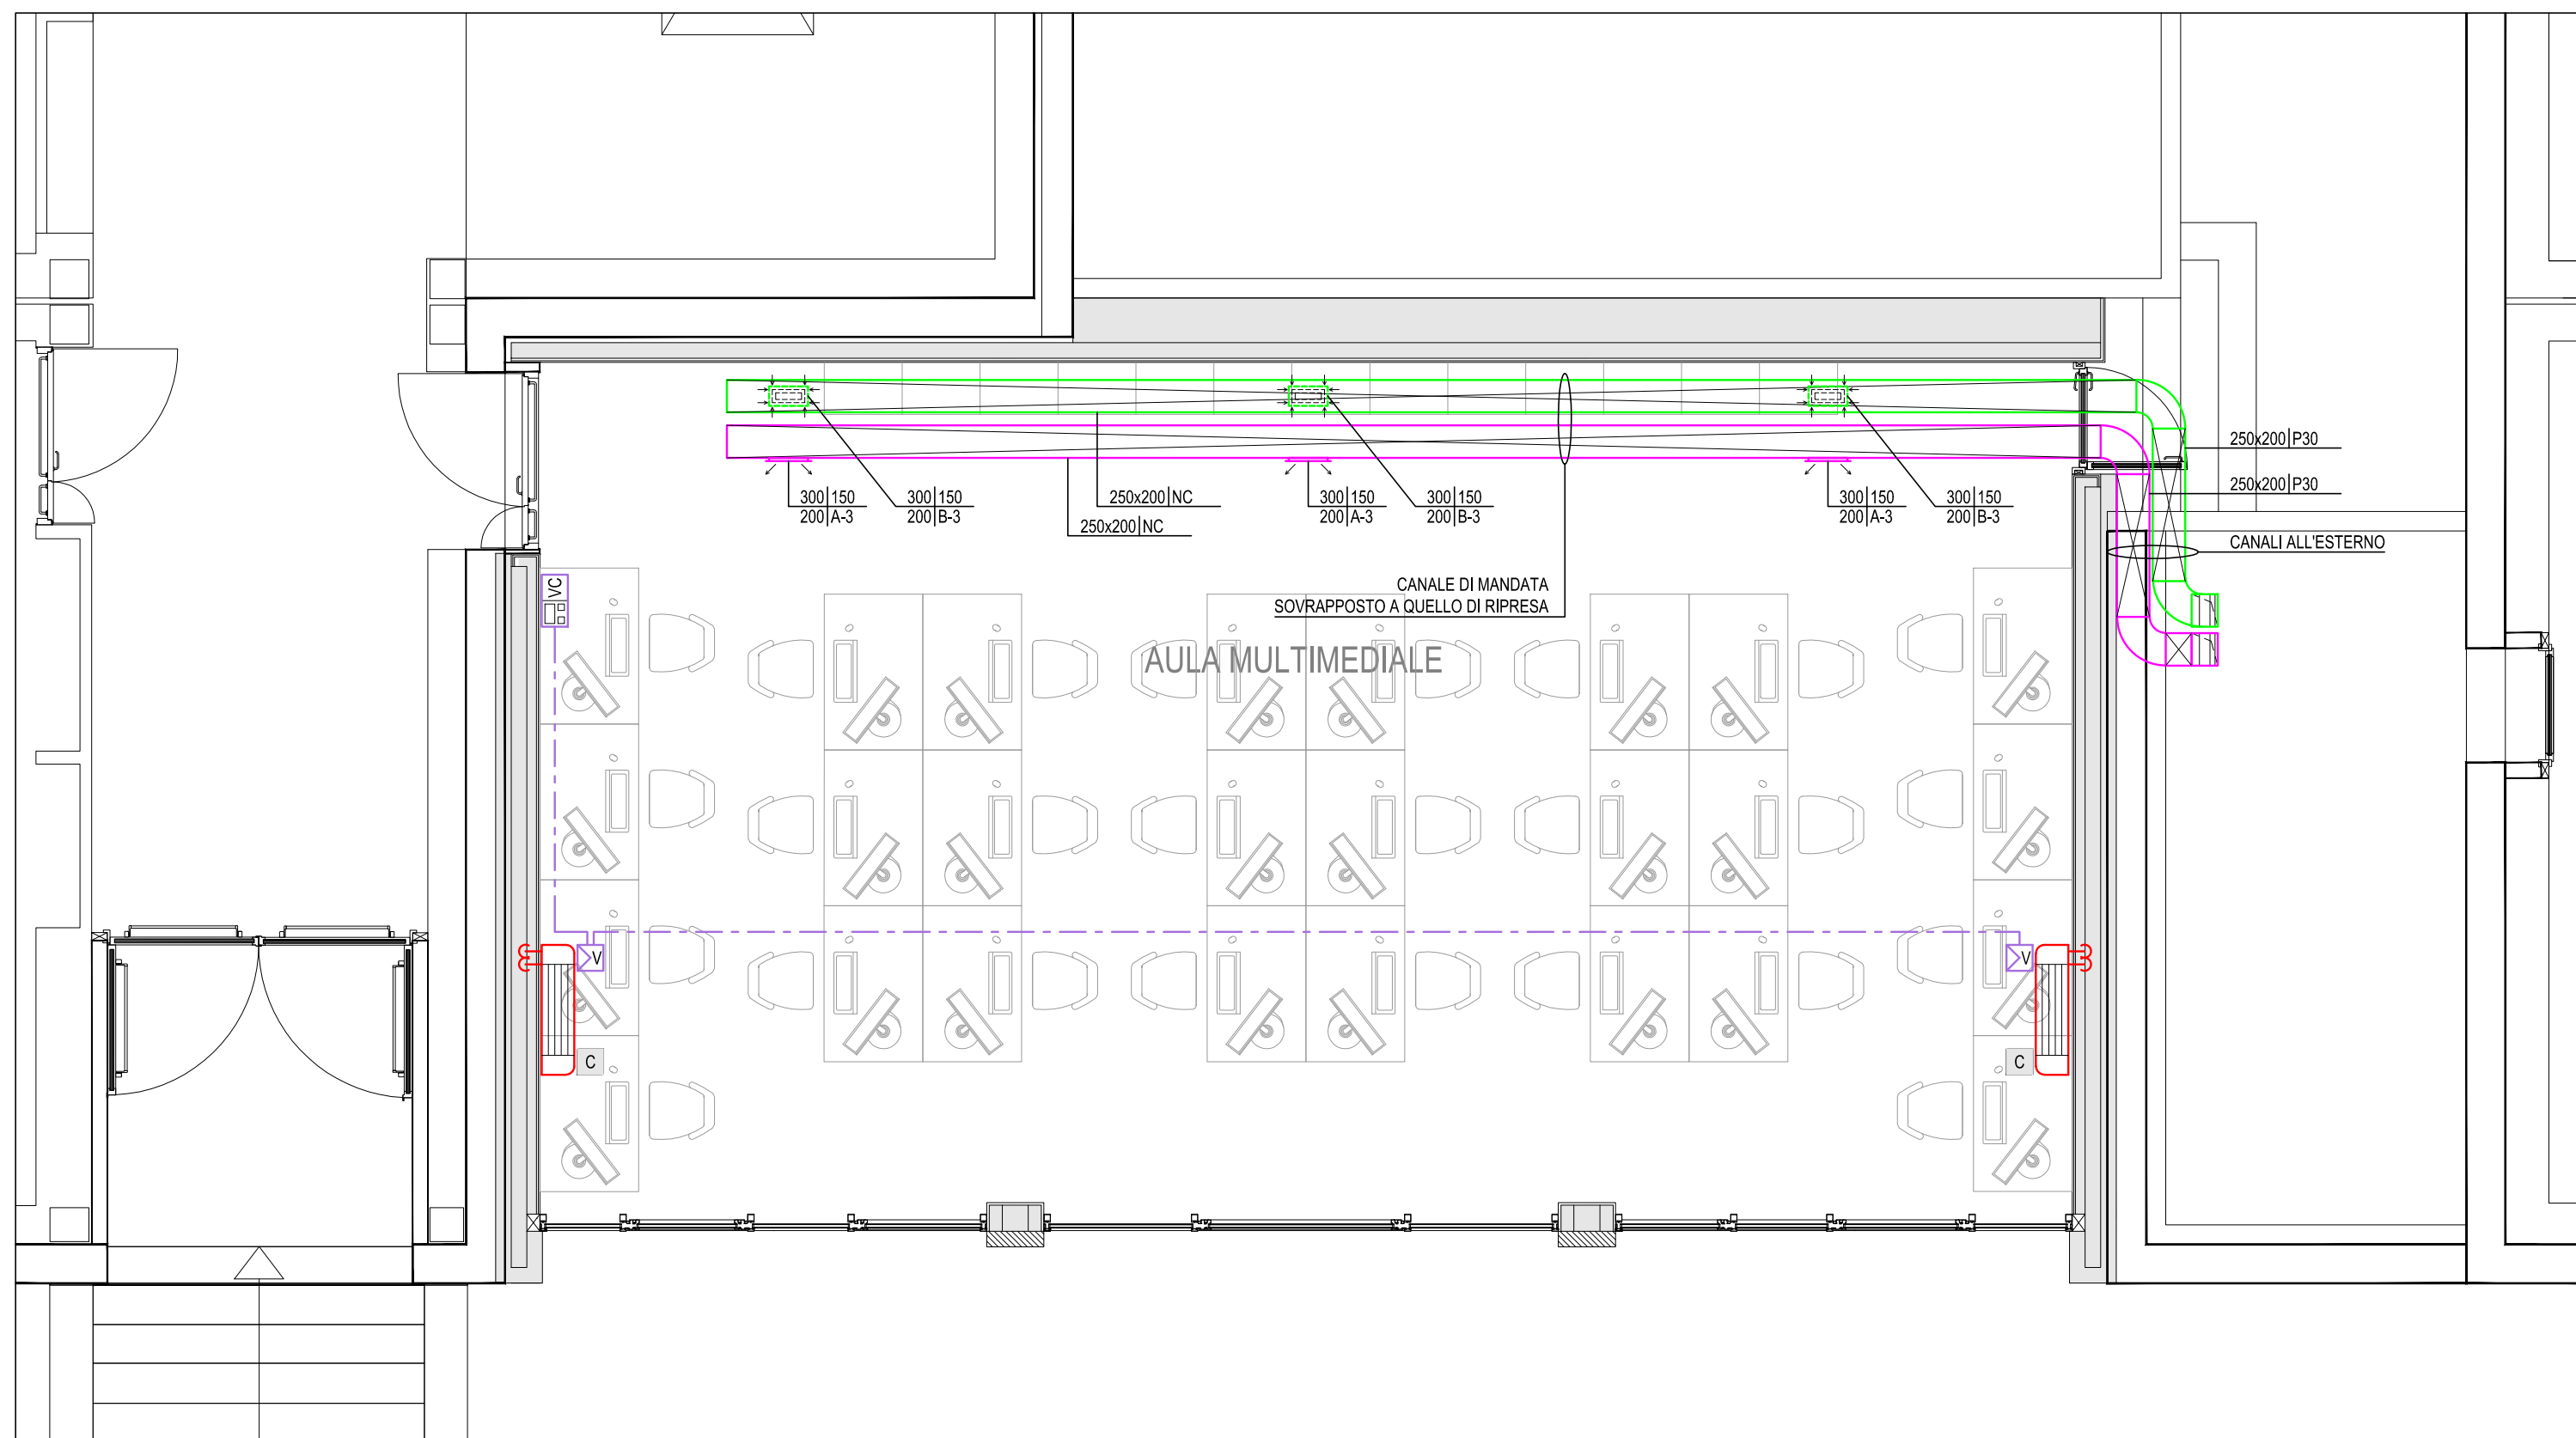 250x200|P30
250x200|P30
300|150
200|A-3
300|150
200|B-3
250x200|NC
250x200|NC
300|150
200|A-3
300|150
200|B-3
300|150
200|A-3
300|150
200|B-3
CANALI ALL'ESTERNO
CANALE DI MANDATA
SOVRAPPOSTO A QUELLO DI RIPRESA
VC
AULA MULTIMEDIALE
V
V
C
C